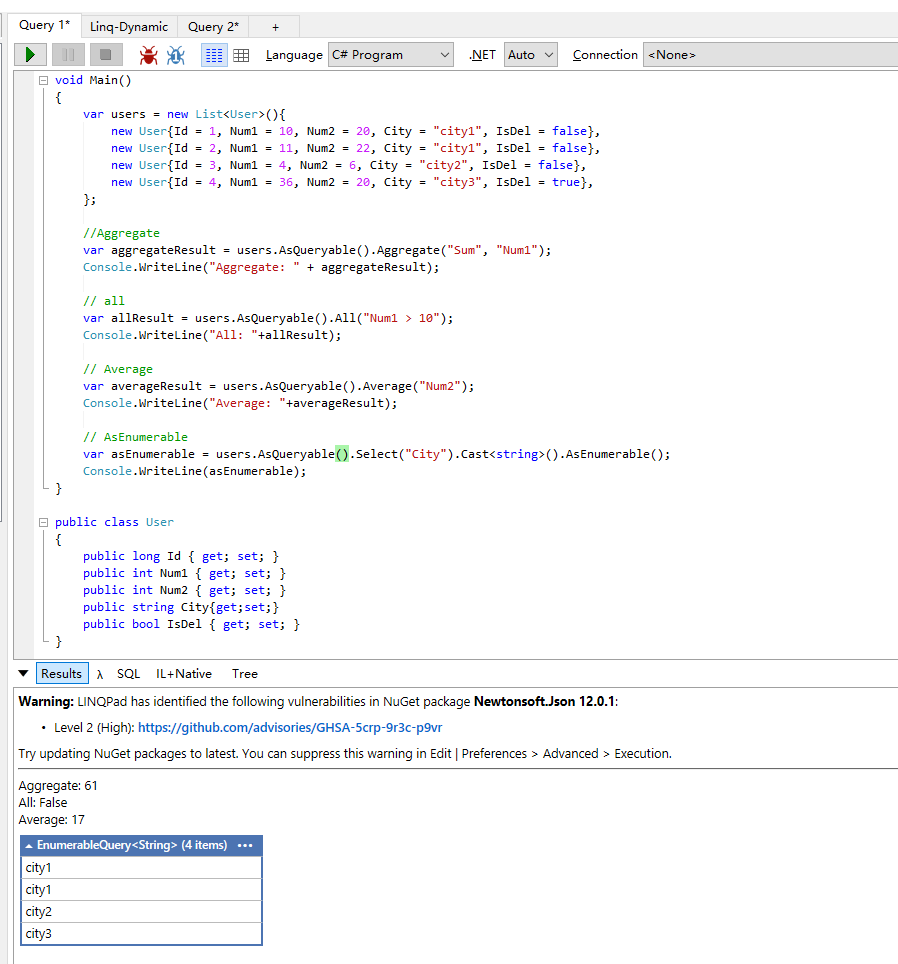 Query 1* Linq-Dynamic Query 2* +
Language C# Program .NET Auto Connection <None>
void Main()
{
var users = new List<User>(){
new User{Id = 1, Num1 = 10, Num2 = 20, City = "city1", IsDel = false},
new User{Id = 2, Num1 = 11, Num2 = 22, City = "city1", IsDel = false},
new User{Id = 3, Num1 = 4, Num2 = 6, City = "city2", IsDel = false},
new User{Id = 4, Num1 = 36, Num2 = 20, City = "city3", IsDel = true},
};
//Aggregate
var aggregateResult = users.AsQueryable().Aggregate("Sum", "Num1");
Console.WriteLine("Aggregate: " + aggregateResult);
// all
var allResult = users.AsQueryable().All("Num1 > 10");
Console.WriteLine("All: "+allResult);
// Average
var averageResult = users.AsQueryable().Average("Num2");
Console.WriteLine("Average: "+averageResult);
// AsEnumerable
var asEnumerable = users.AsQueryable().Select("City").Cast<string>().AsEnumerable();
Console.WriteLine(asEnumerable);
}
public class User
{
public long Id { get; set; }
public int Num1 { get; set; }
public int Num2 { get; set; }
public string City{get;set;}
public bool IsDel { get; set; }
}
Results λ SQL IL+Native Tree
Warning: LINQPad has identified the following vulnerabilities in NuGet package Newtonsoft.Json 12.0.1:
• Level 2 (High): https://github.com/advisories/GHSA-5crp-9r3c-p9vr
Try updating NuGet packages to latest. You can suppress this warning in Edit | Preferences > Advanced > Execution.
Aggregate: 61
All: False
Average: 17
EnumerableQuery<String> (4 items) •••
city1
city1
city2
city3